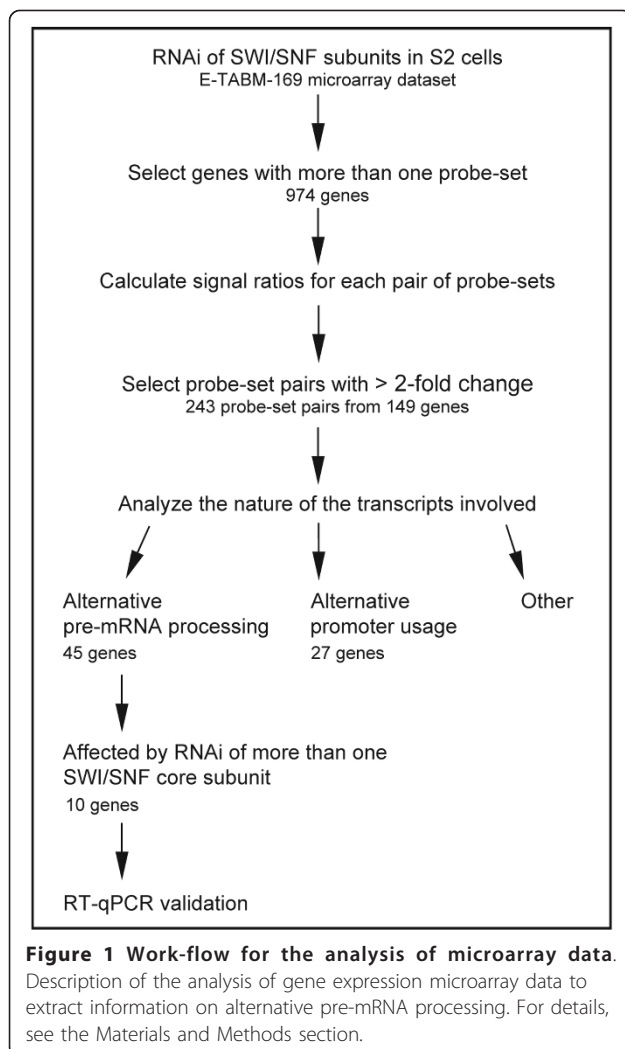 RNAi of SWI/SNF subunits in S2 cells
E-TABM-169 microarray dataset
Select genes with more than one probe-set
974 genes
Calculate signal ratios for each pair of probe-sets
Select probe-set pairs with > 2-fold change
243 probe-set pairs from 149 genes
Analyze the nature of the transcripts involved
Alternative
pre-mRNA processing
45 genes
Alternative
promoter usage
27 genes
Other
Affected by RNAi of more than one
SWI/SNF core subunit
10 genes
RT-qPCR validation
Figure 1 Work-flow for the analysis of microarray data.
Description of the analysis of gene expression microarray data to
extract information on alternative pre-mRNA processing. For details,
see the Materials and Methods section.